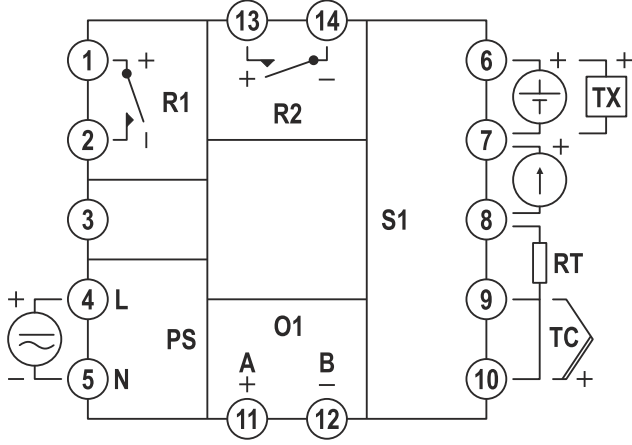 13 14
1 + 6 + +
R1 + − TX
R2
2 − 7
+
3 S1 8
RT
+ 4 L 9
O1
PS TC
A B
− 5 N + − 10 +
11 12